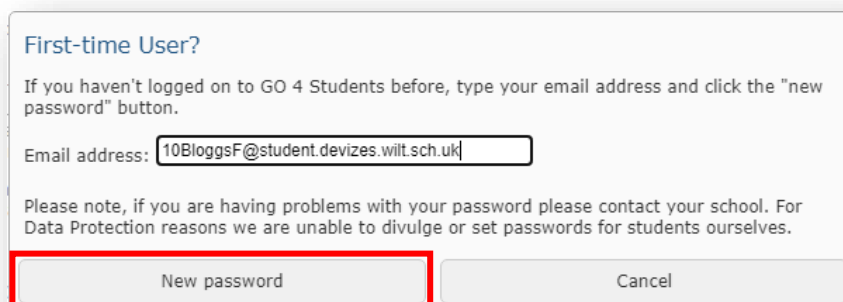 First-time User?
If you haven't logged on to GO 4 Students before, type your email address and click the "new
password" button.
Email address: 10BloggsF@student.devizes.wilt.sch.uk
Please note, if you are having problems with your password please contact your school. For
Data Protection reasons we are unable to divulge or set passwords for students ourselves.
New password Cancel